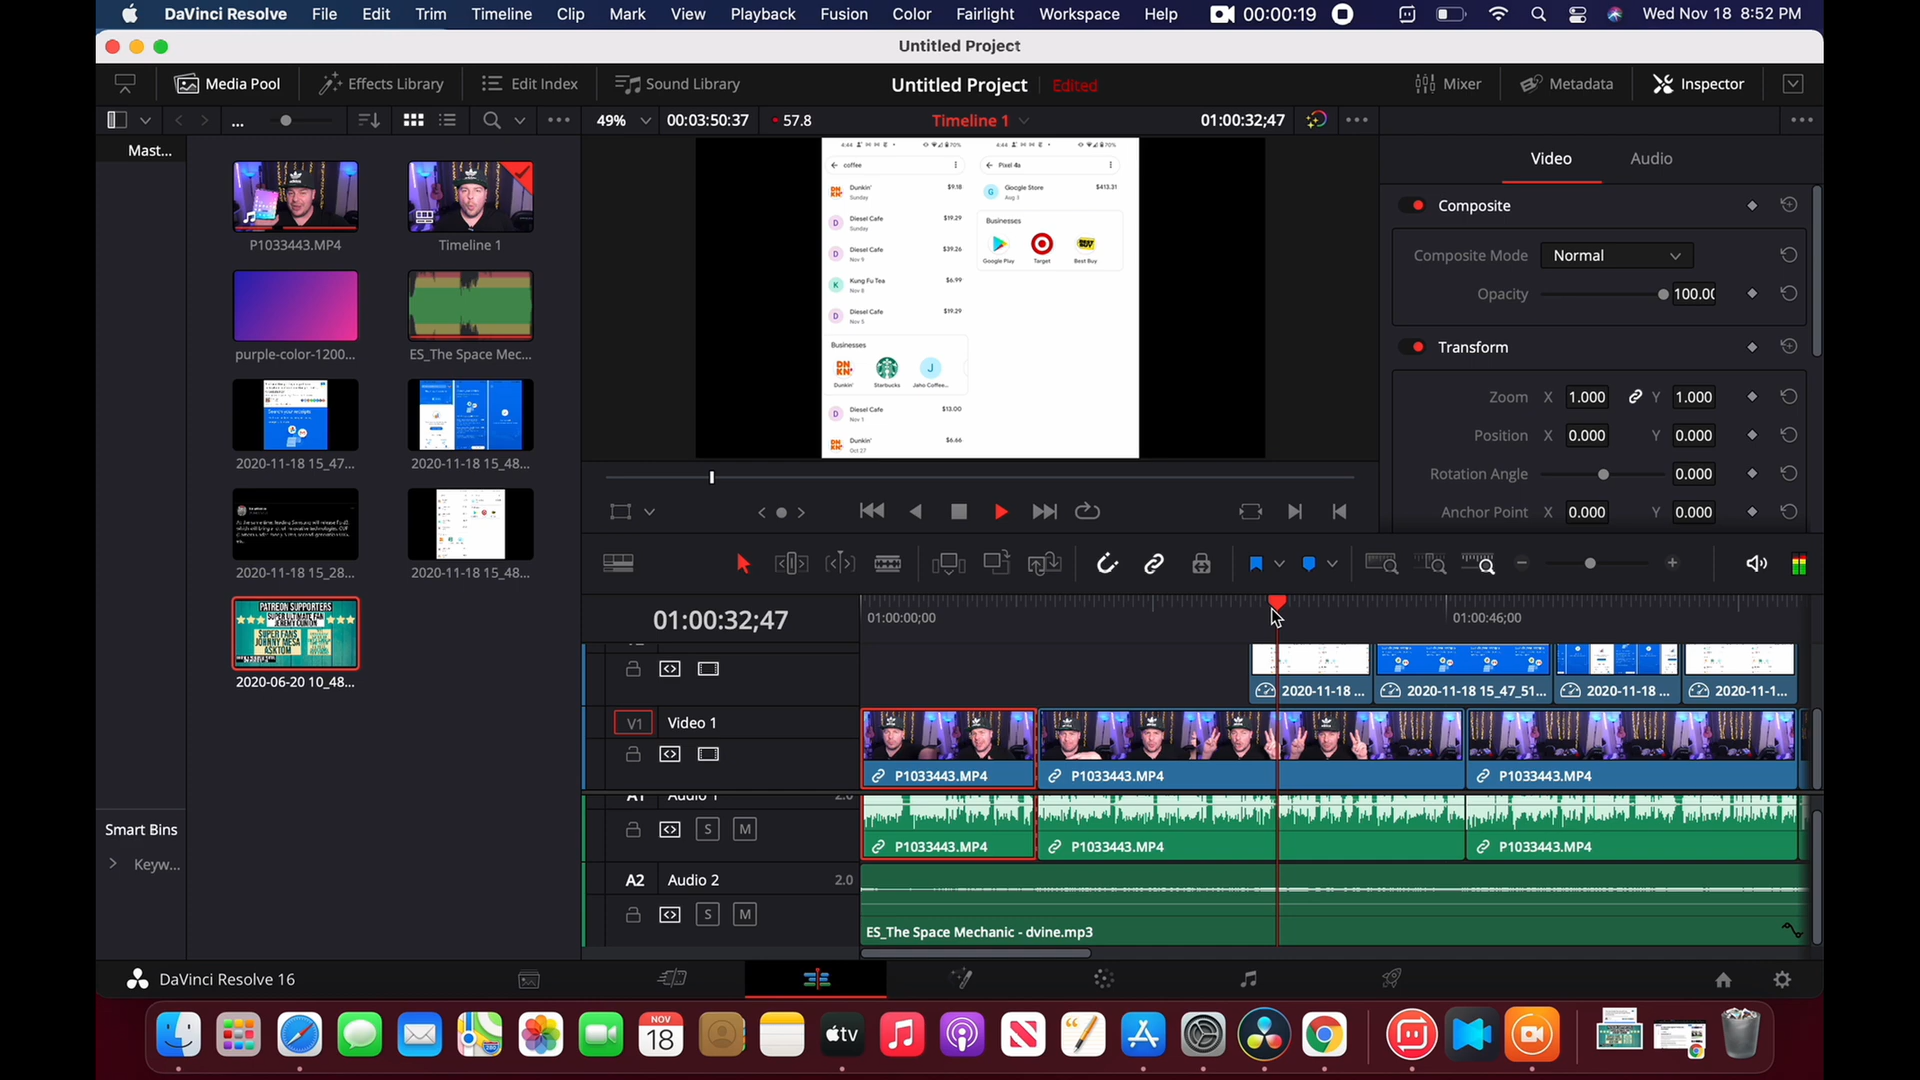 DaVinci Resolve File Edit Trim Timeline Clip Mark View Playback Fusion Color Fairlight Workspace Help 00:00:19 Wed Nov 18 8:52 PM
Untitled Project
Media Pool Effects Library Edit Index Sound Library Untitled Project Edited Mixer Metadata Inspector
... 49% 00:03:50:37 57.8 Timeline 1 01:00:32;47
Mast...
P1033443.MP4 Timeline 1
purple-color-1200... ES_The Space Mec...
2020-11-18 15_47... 2020-11-18 15_48...
2020-11-18 15_28... 2020-11-18 15_48...
PATREON SUPPORTERS
SUPER ULTIMATE FAN
SUPER FANS
JOHNNY MESA
ASKTOM
2020-06-20 10_48...
Smart Bins
Keyw...
4:44 70% 4:44 70%
coffee Pixel 4a
Dunkin' $9.18
Sunday
Diesel Cafe $19.29
Sunday
Diesel Cafe $39.26
Nov 9
Kung Fu Tea $6.99
Nov 8
Diesel Cafe $19.29
Nov 5
Businesses
DN KN'
Dunkin' Starbucks Jaho Coffee...
Diesel Cafe $13.00
Nov 1
Dunkin' $6.66
Oct 27
Google Store $413.31
Aug 3
Businesses
Google Play Target Best Buy
Video Audio
Composite
Composite Mode Normal
Opacity 100.00
Transform
Zoom X 1.000 Y 1.000
Position X 0.000 Y 0.000
Rotation Angle 0.000
Anchor Point X 0.000 Y 0.000
01:00:32;47 01:00:00;00 01:00:46;00
2020-11-18 ... 2020-11-18 15_47_51... 2020-11-18 ... 2020-11-1...
V1 Video 1
P1033443.MP4 P1033443.MP4 P1033443.MP4
A1 Audio 1 2.0
S M
P1033443.MP4 P1033443.MP4 P1033443.MP4
A2 Audio 2 2.0
S M
ES_The Space Mechanic - dvine.mp3
DaVinci Resolve 16
NOV
18
tv